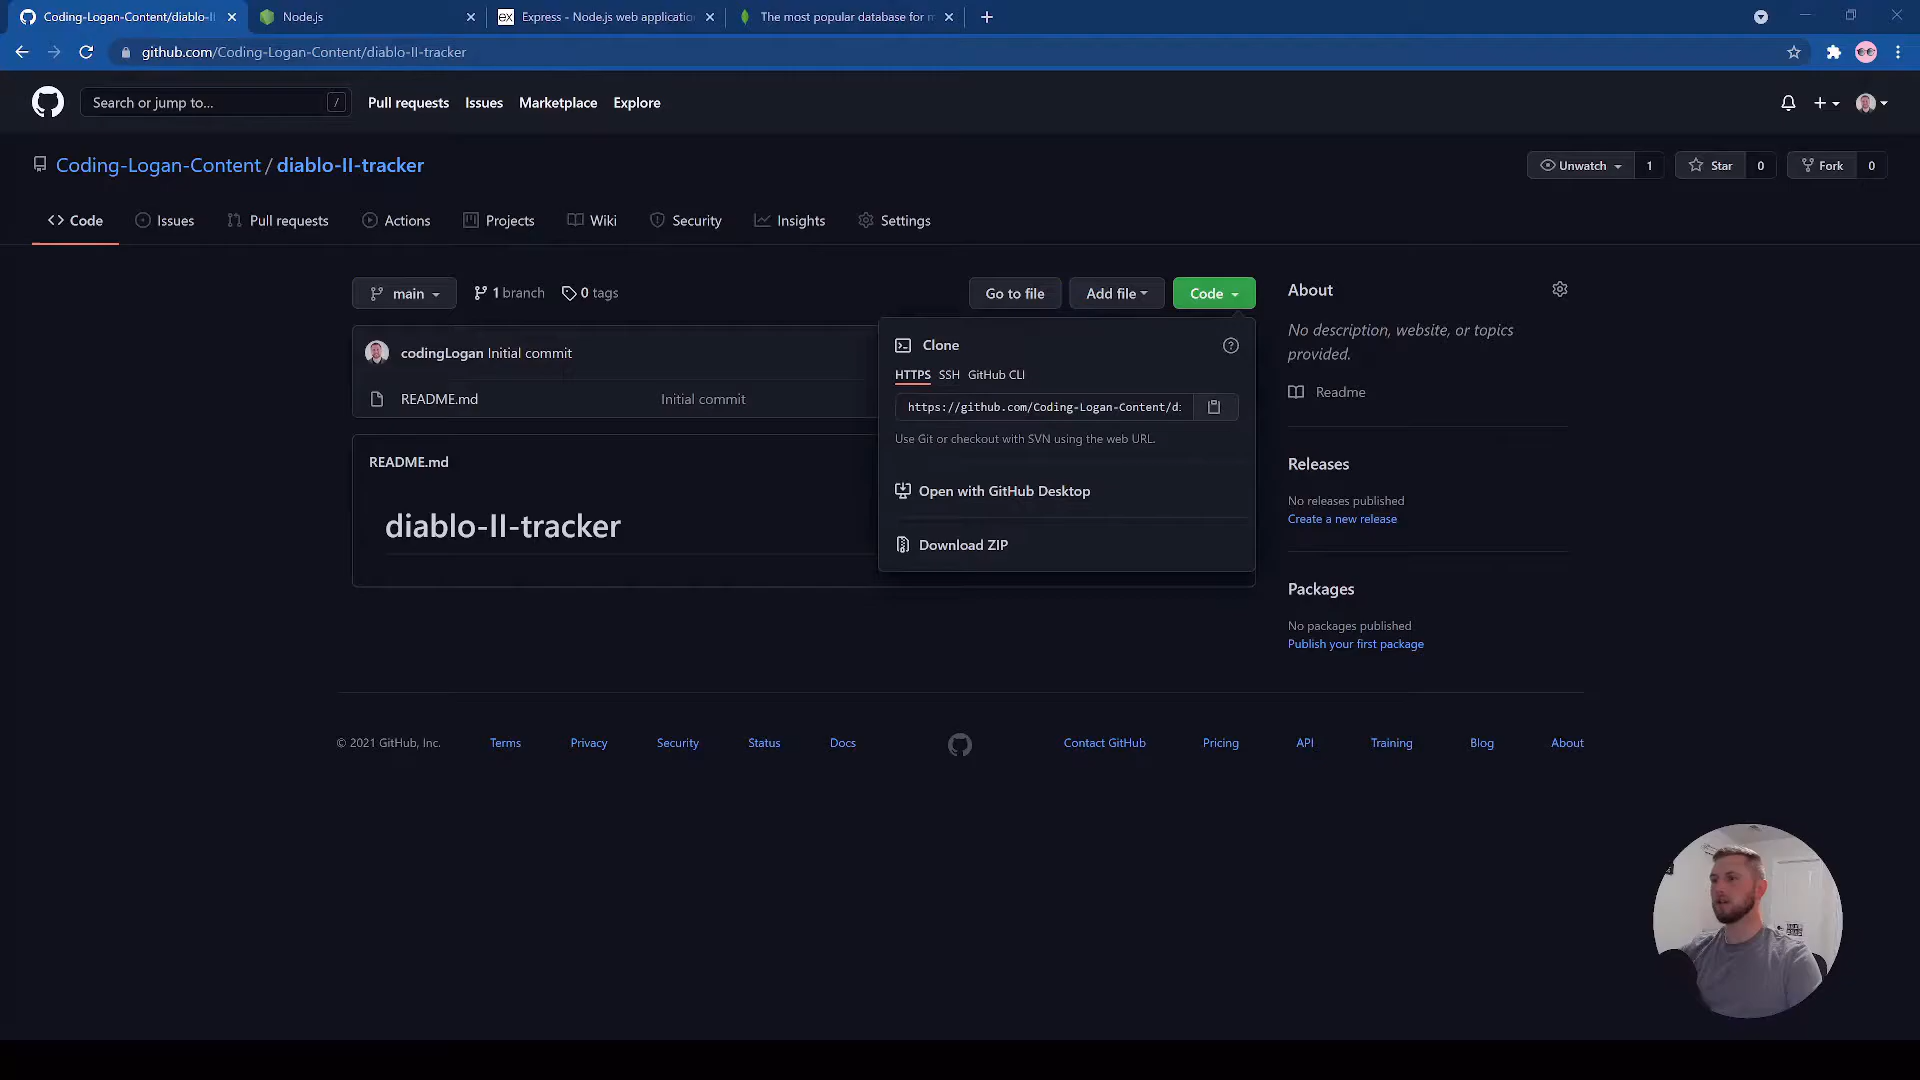 Coding-Logan-Content/diablo-II
Node.js
Express - Node.js web applicatio
The most popular database for m
github.com/Coding-Logan-Content/diablo-II-tracker
Search or jump to...
/
Pull requests
Issues
Marketplace
Explore
Coding-Logan-Content / diablo-II-tracker
Unwatch
1
Star
0
Fork
0
Code
Issues
Pull requests
Actions
Projects
Wiki
Security
Insights
Settings
main
1 branch
0 tags
Go to file
Add file
Code
codingLogan Initial commit
README.md
Initial commit
README.md
diablo-II-tracker
Clone
HTTPS
SSH
GitHub CLI
https://github.com/Coding-Logan-Content/d
Use Git or checkout with SVN using the web URL.
Open with GitHub Desktop
Download ZIP
About
No description, website, or topics
provided.
Readme
Releases
No releases published
Create a new release
Packages
No packages published
Publish your first package
© 2021 GitHub, Inc.
Terms
Privacy
Security
Status
Docs
Contact GitHub
Pricing
API
Training
Blog
About